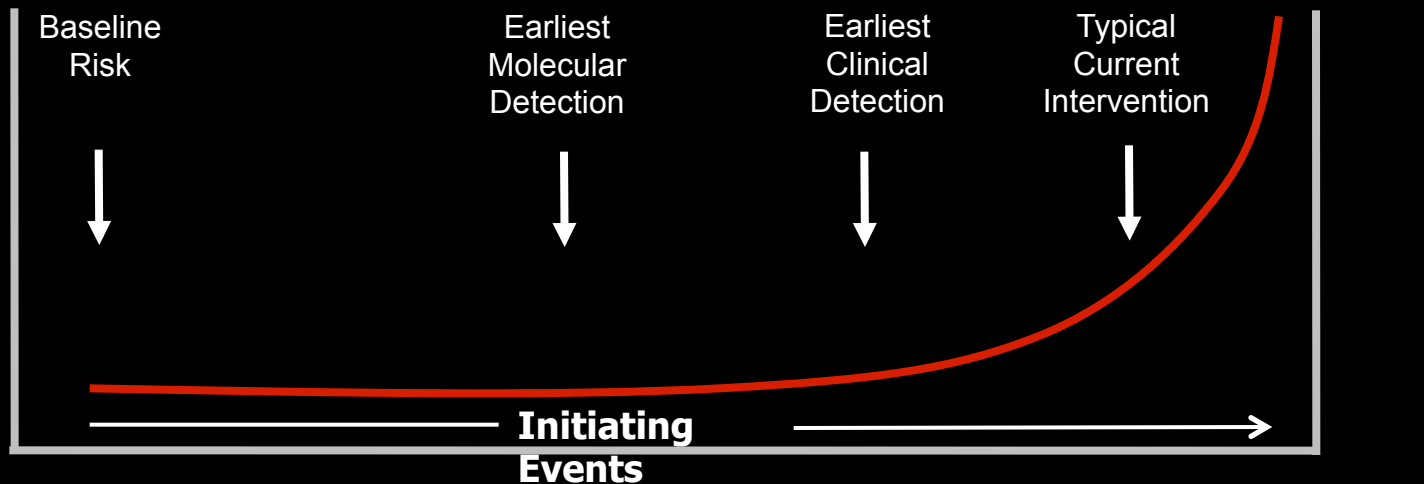 Baseline
Risk
Earliest
Molecular
Detection
Earliest
Clinical
Detection
Typical
Current
Intervention
Initiating
Events